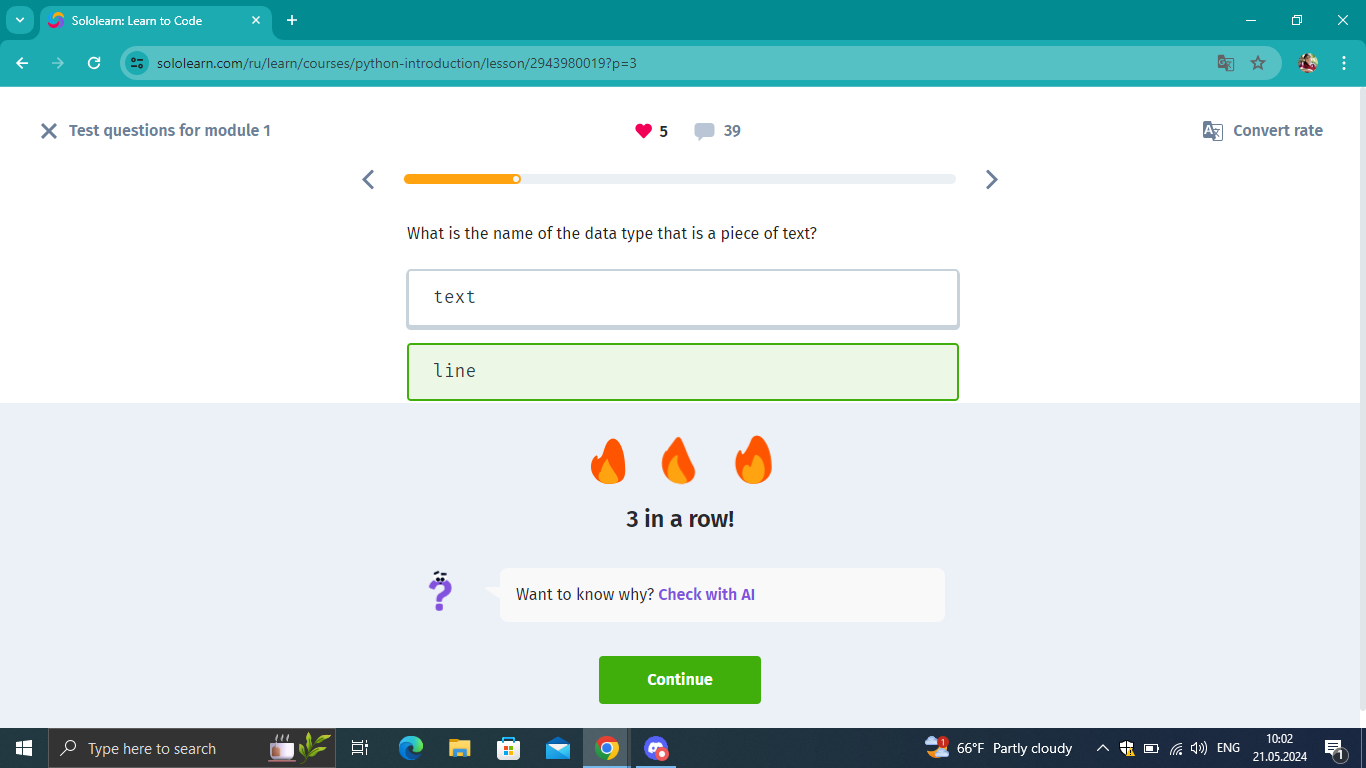 Sololearn: Learn to Code
sololearn.com/ru/learn/courses/python-introduction/lesson/2943980019?p=3
Test questions for module 1
5
39
Convert rate
What is the name of the data type that is a piece of text?
text
line
3 in a row!
Want to know why? Check with AI
Continue
Type here to search
1
66°F Partly cloudy
ENG
10:02
21.05.2024
1